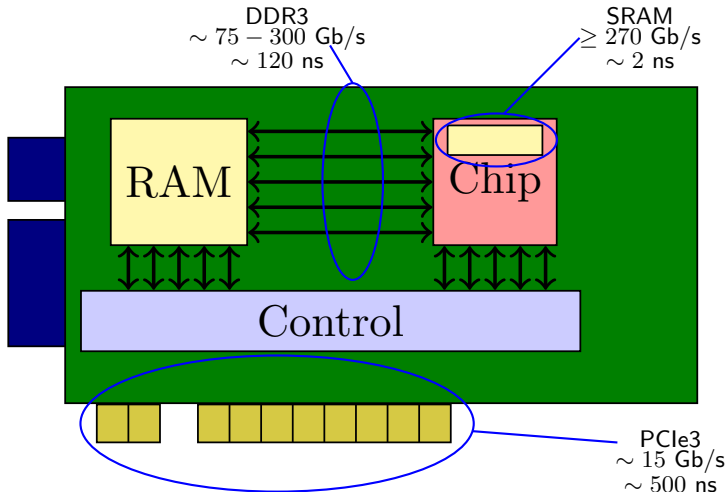 DDR3
∼ 75 − 300 Gb/s
∼ 120 ns
SRAM
≥ 270 Gb/s
∼ 2 ns
RAM
Chip
Control
PCIe3
∼ 15 Gb/s
∼ 500 ns